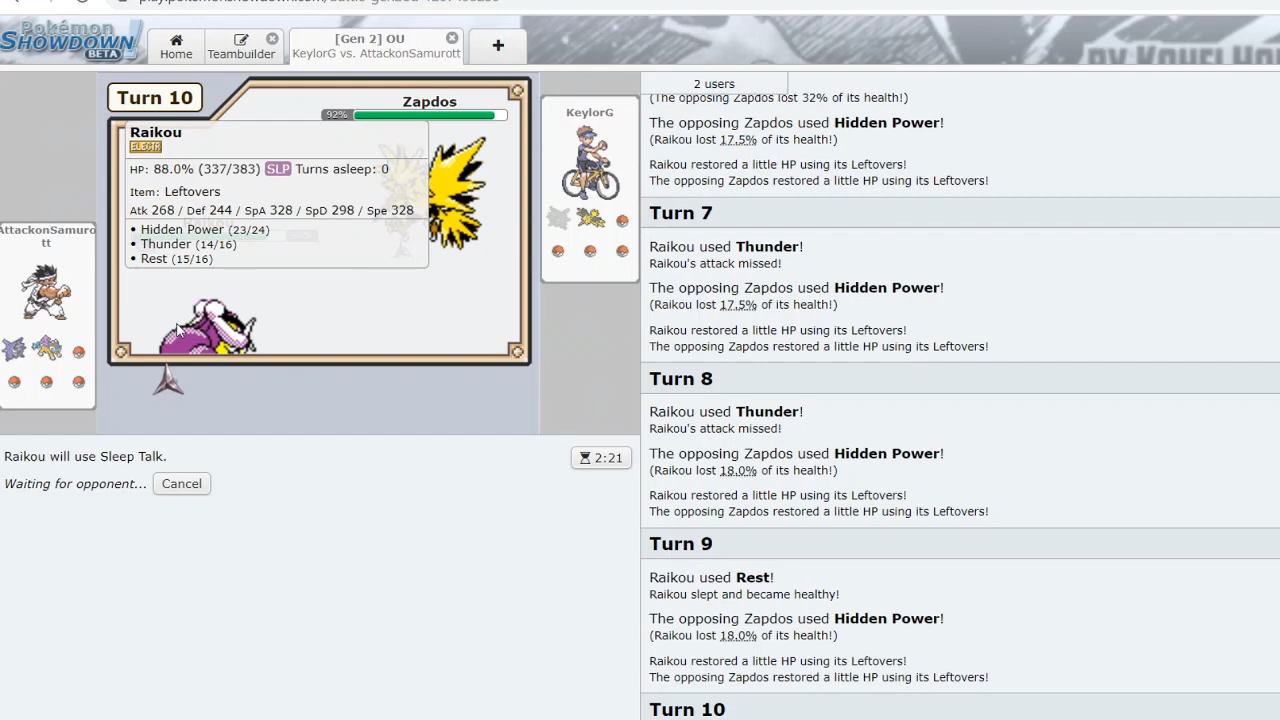 Pokémon
SHOWDOWN
BETA
Home
Teambuilder
[Gen 2] OU
KeylorG vs. AttackonSamurott
+
Turn 10
Zapdos
92%
Raikou
ELECTR
HP: 88.0% (337/383) SLP Turns asleep: 0
Item: Leftovers
Atk 268 / Def 244 / SpA 328 / SpD 298 / Spe 328
• Hidden Power (23/24)
• Thunder (14/16)
• Rest (15/16)
KeylorG
AttackonSamuro
tt
Raikou will use Sleep Talk.
2:21
Waiting for opponent... Cancel
2 users
(The opposing Zapdos lost 32% of its health!)
The opposing Zapdos used Hidden Power!
(Raikou lost 17.5% of its health!)
Raikou restored a little HP using its Leftovers!
The opposing Zapdos restored a little HP using its Leftovers!
Turn 7
Raikou used Thunder!
Raikou's attack missed!
The opposing Zapdos used Hidden Power!
(Raikou lost 17.5% of its health!)
Raikou restored a little HP using its Leftovers!
The opposing Zapdos restored a little HP using its Leftovers!
Turn 8
Raikou used Thunder!
Raikou's attack missed!
The opposing Zapdos used Hidden Power!
(Raikou lost 18.0% of its health!)
Raikou restored a little HP using its Leftovers!
The opposing Zapdos restored a little HP using its Leftovers!
Turn 9
Raikou used Rest!
Raikou slept and became healthy!
The opposing Zapdos used Hidden Power!
(Raikou lost 18.0% of its health!)
Raikou restored a little HP using its Leftovers!
The opposing Zapdos restored a little HP using its Leftovers!
Turn 10